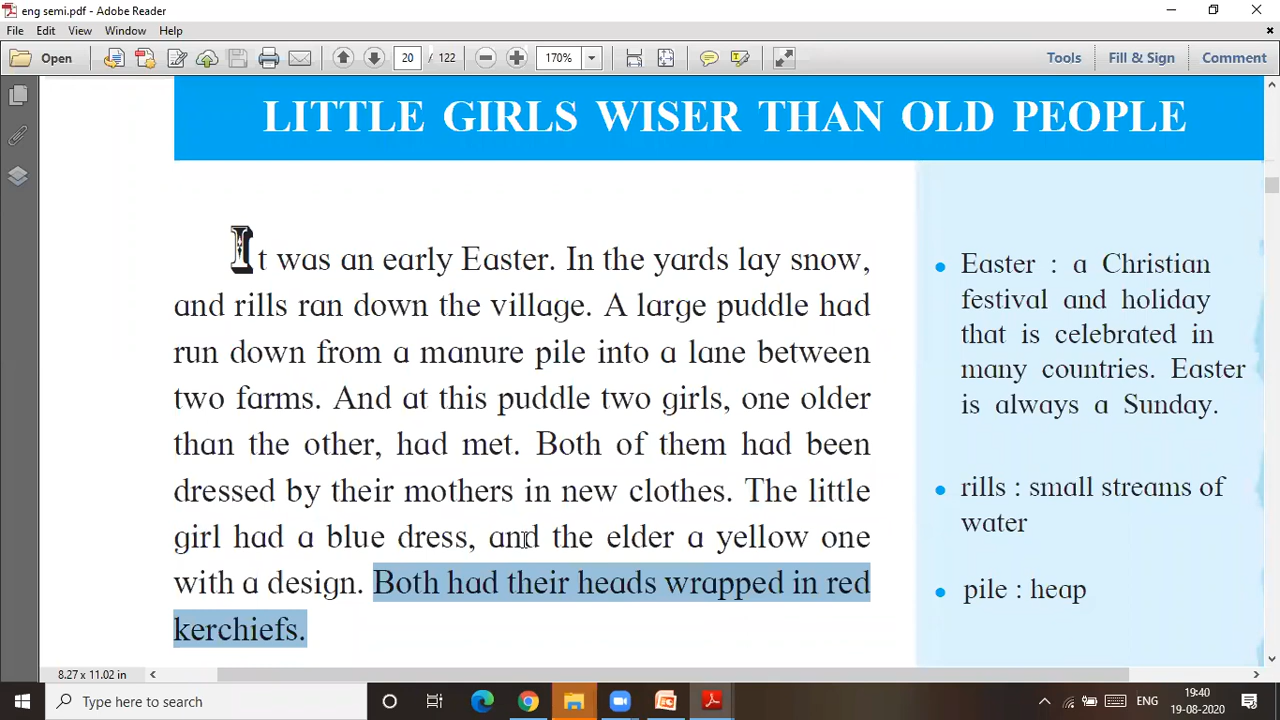 eng semi.pdf - Adobe Reader
File Edit View Window Help
Open 20 / 122 170% Tools Fill & Sign Comment
LITTLE GIRLS WISER THAN OLD PEOPLE
It was an early Easter. In the yards lay snow,
and rills ran down the village. A large puddle had
run down from a manure pile into a lane between
two farms. And at this puddle two girls, one older
than the other, had met. Both of them had been
dressed by their mothers in new clothes. The little
girl had a blue dress, and the elder a yellow one
with a design. Both had their heads wrapped in red
kerchiefs.
• Easter : a Christian
festival and holiday
that is celebrated in
many countries. Easter
is always a Sunday.
• rills : small streams of
water
• pile : heap
8.27 x 11.02 in
Type here to search
ENG
19:40
19-08-2020